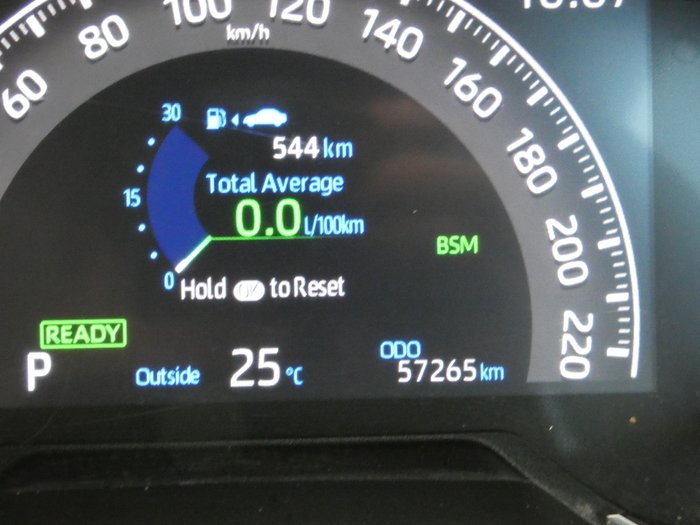 60 80 100 120 140 160 180 200 220
km/h
30
544 km
15
Total Average
0.0 L/100km
BSM
0
Hold OK to Reset
READY
P
Outside 25 °C
ODO
57265 km